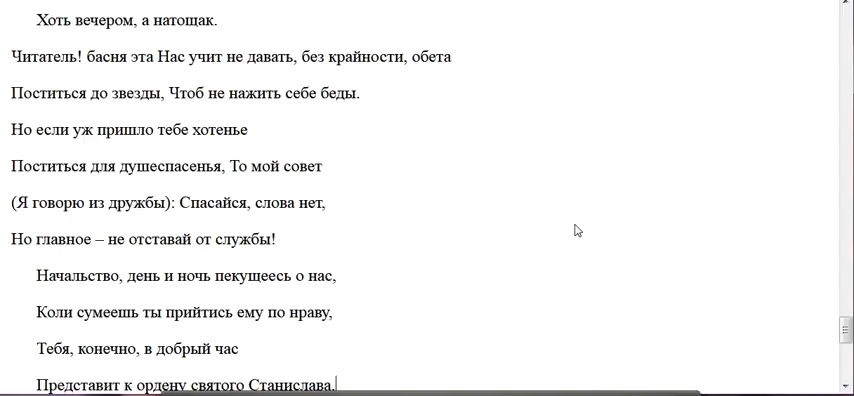 Хоть вечером, а натощак.
Читатель! басня эта Нас учит не давать, без крайности, обета
Поститься до звезды, Чтоб не нажить себе беды.
Но если уж пришло тебе хотенье
Поститься для душеспасенья, То мой совет
(Я говорю из дружбы): Спасайся, слова нет,
Но главное – не отставай от службы!
Начальство, день и ночь пекущеесь о нас,
Коли сумеешь ты прийтись ему по нраву,
Тебя, конечно, в добрый час
Представит к ордену святого Станислава.